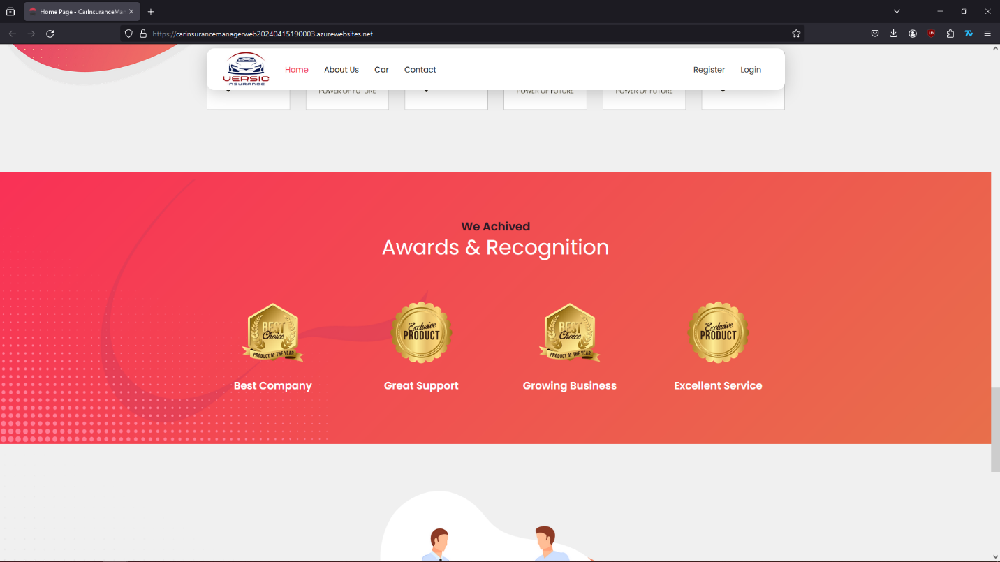 Home Page - CarInsuranceMan
https://carinsurancemanagerweb20240415190003.azurewebsites.net
VERSIC
INSURANCE
Home
About Us
Car
Contact
Register
Login
POWER OF FUTURE
POWER OF FUTURE
POWER OF FUTURE
We Achived
Awards & Recognition
BEST
Choice
PRODUCT OF THE YEAR
Exclusive
PRODUCT
BEST
Choice
PRODUCT OF THE YEAR
Exclusive
PRODUCT
Best Company
Great Support
Growing Business
Excellent Service